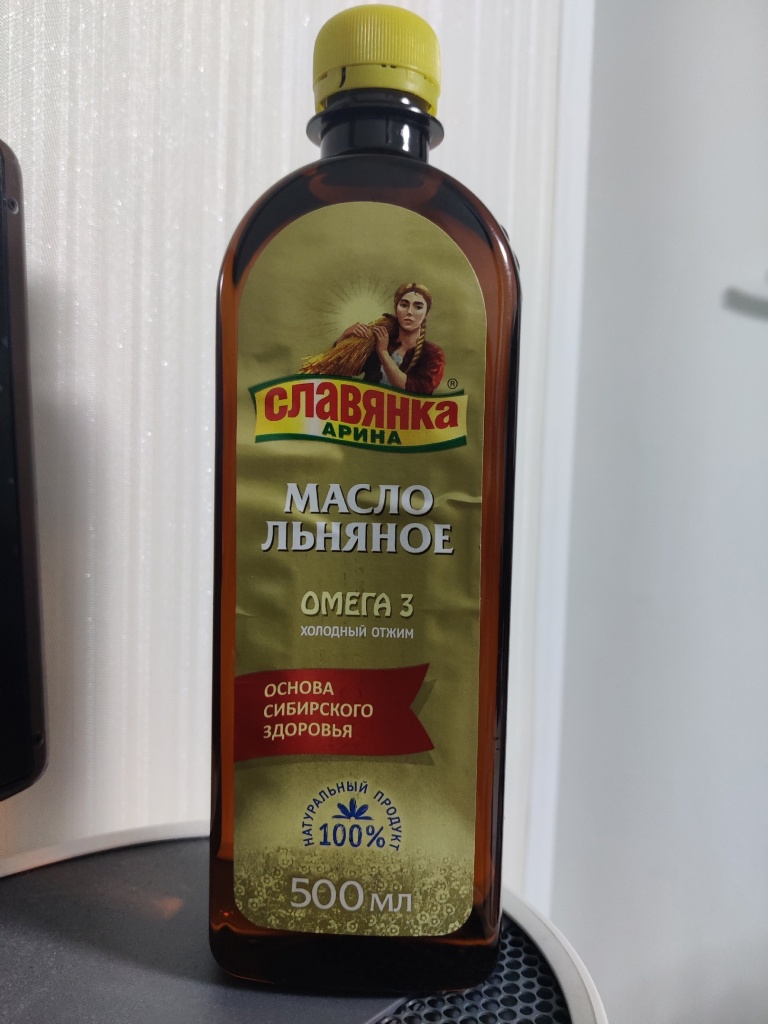 ®
СЛАВЯНКА
АРИНА
МАСЛО
ЛЬНЯНОЕ
ОМЕГА 3
ХОЛОДНЫЙ ОТЖИМ
ОСНОВА
СИБИРСКОГО
ЗДОРОВЬЯ
НАТУРАЛЬНЫЙ ПРОДУКТ
100%
500 мл